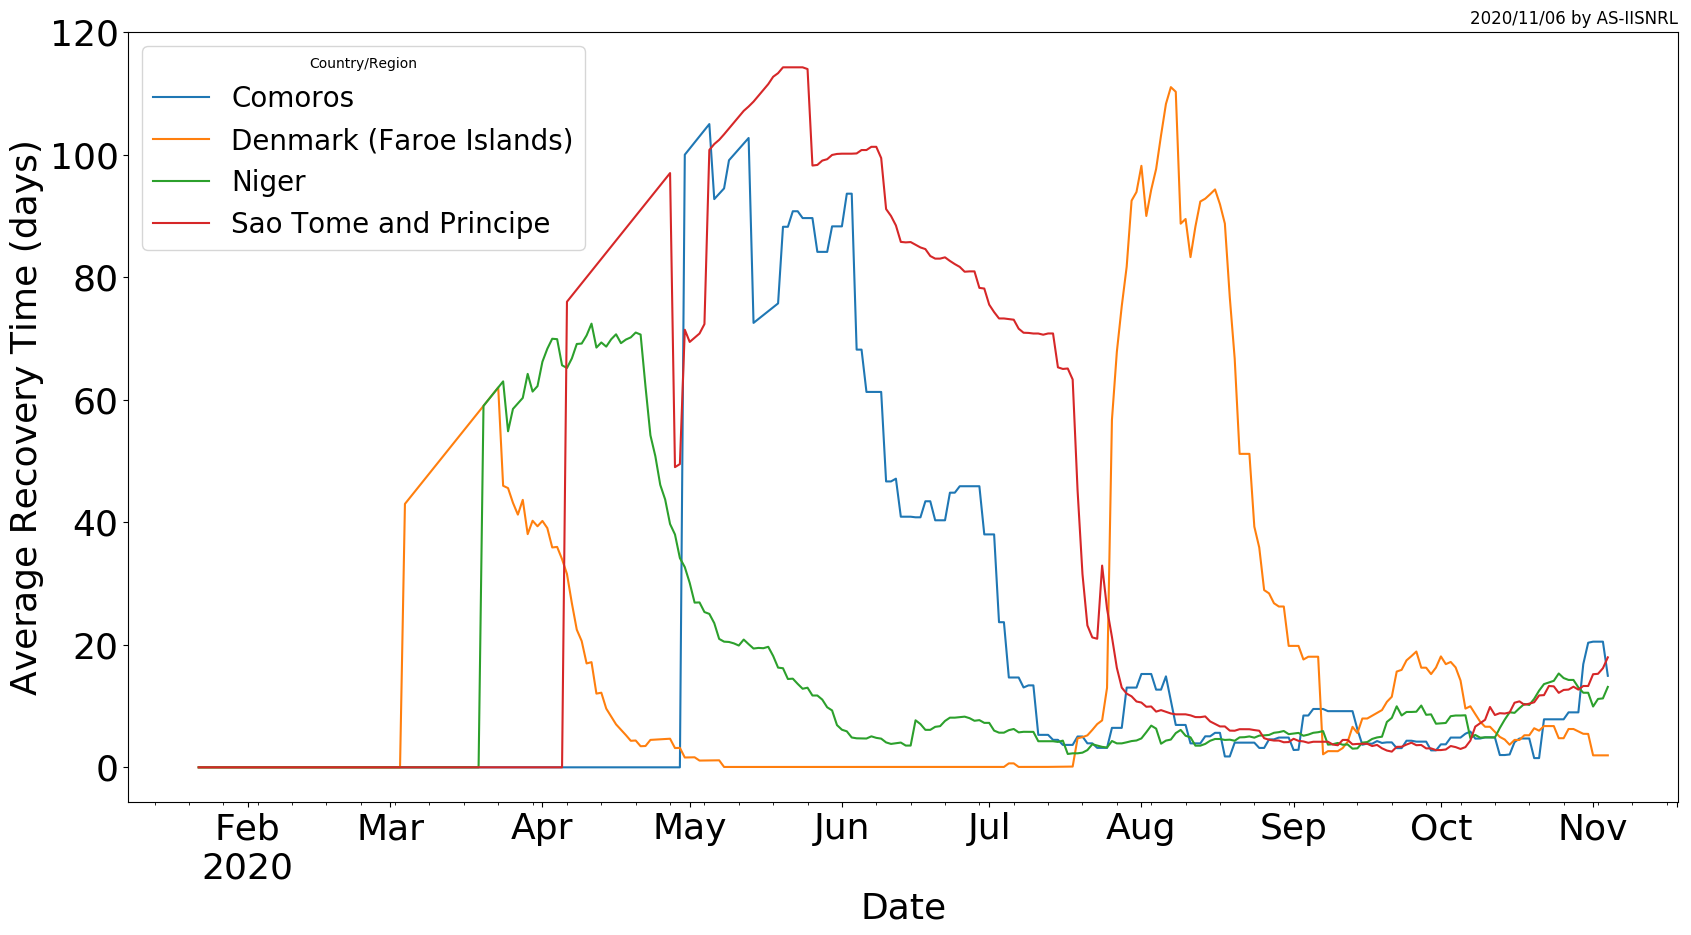 2020/11/06 by AS-IISNRL
120
100
80
60
40
20
0
Average Recovery Time (days)
Country/Region
Comoros
Denmark (Faroe Islands)
Niger
Sao Tome and Principe
Feb Mar Apr May Jun Jul Aug Sep Oct Nov
2020
Date